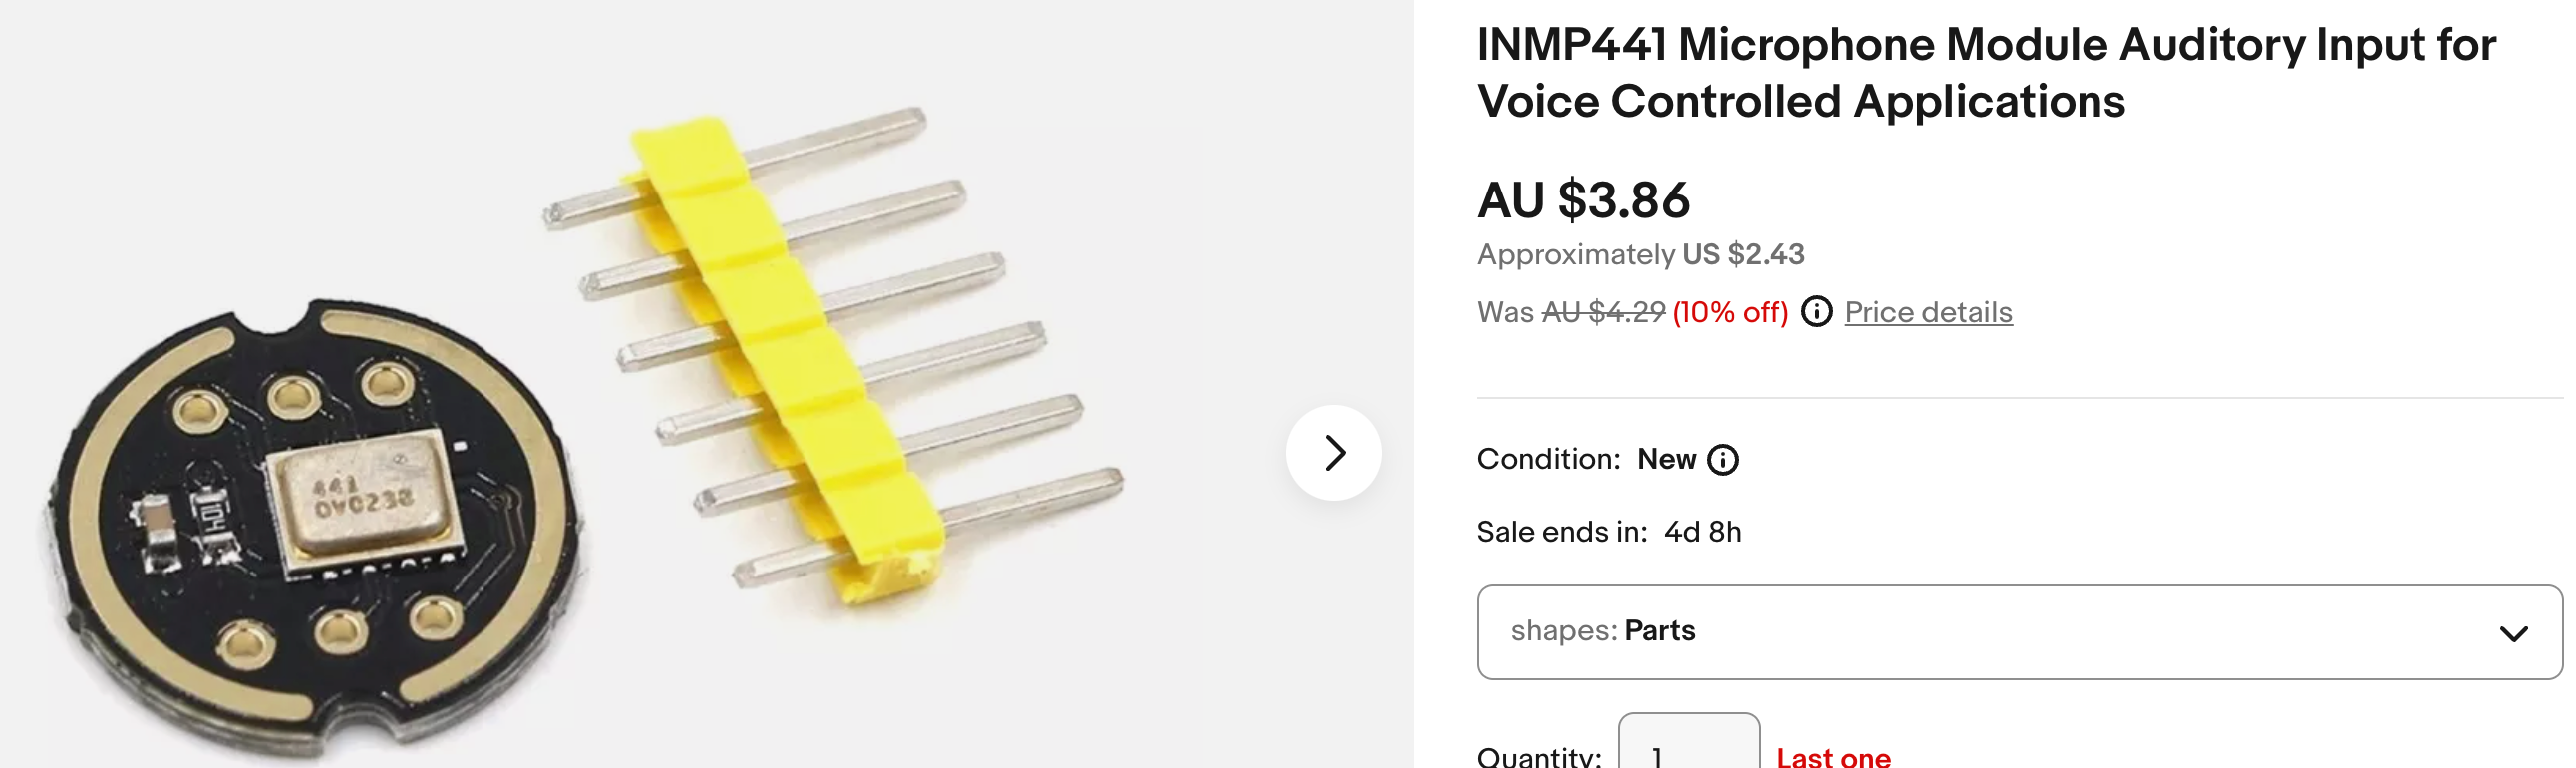 INMP441 Microphone Module Auditory Input for
Voice Controlled Applications
AU $3.86
Approximately US $2.43
Was AU $4.29 (10% off) Price details
Condition: New
Sale ends in: 4d 8h
shapes: Parts
Quantity: 1 Last one
441
0V0238
104